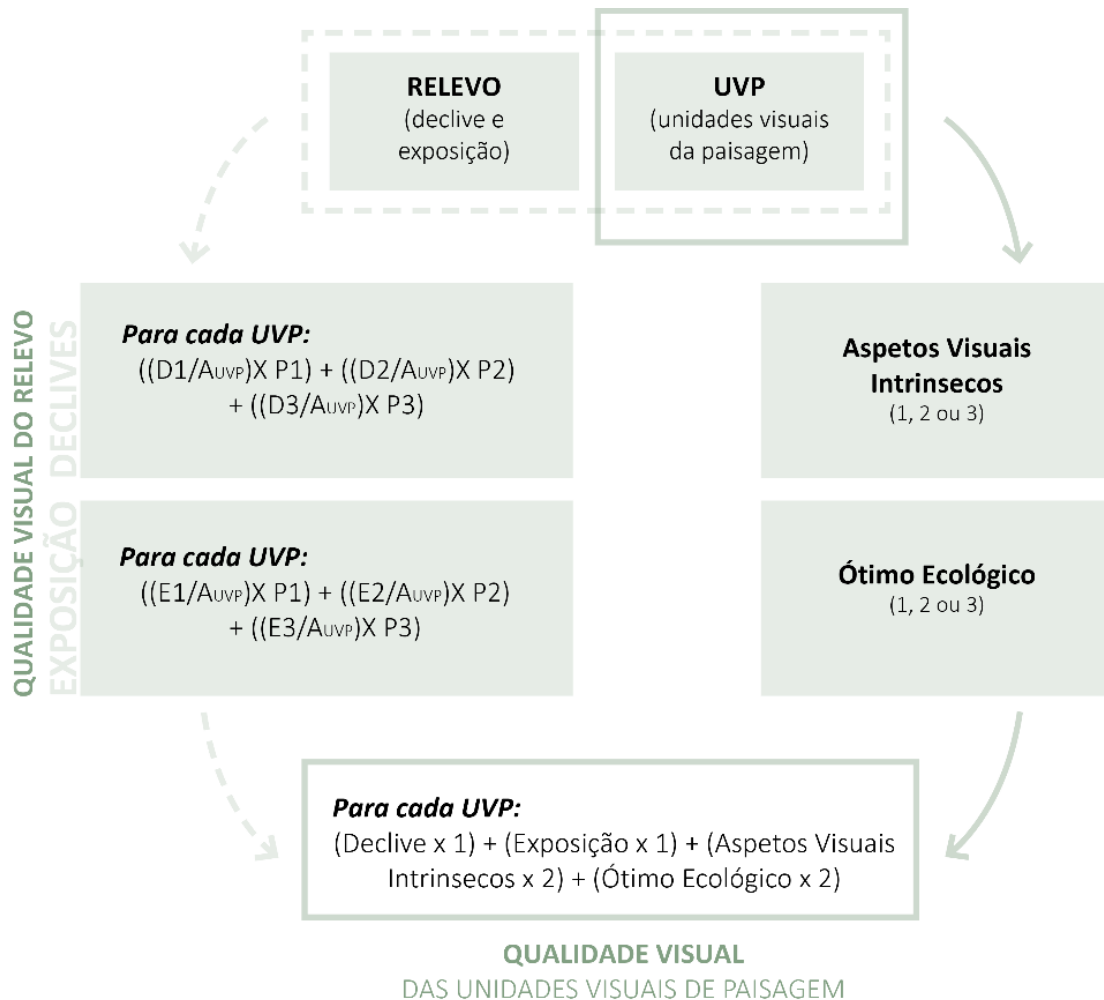 RELEVO
(declive e
exposição)
UVP
(unidades visuais
da paisagem)
QUALIDADE VISUAL DO RELEVO
EXPOSIÇÃO DECLIVES
Para cada UVP:
((D1/AUVP)X P1) + ((D2/AUVP)X P2)
+ ((D3/AUVP)X P3)
Aspetos Visuais
Intrinsecos
(1, 2 ou 3)
Para cada UVP:
((E1/AUVP)X P1) + ((E2/AUVP)X P2)
+ ((E3/AUVP)X P3)
Ótimo Ecológico
(1, 2 ou 3)
Para cada UVP:
(Declive x 1) + (Exposição x 1) + (Aspetos Visuais
Intrinsecos x 2) + (Ótimo Ecológico x 2)
QUALIDADE VISUAL
DAS UNIDADES VISUAIS DE PAISAGEM